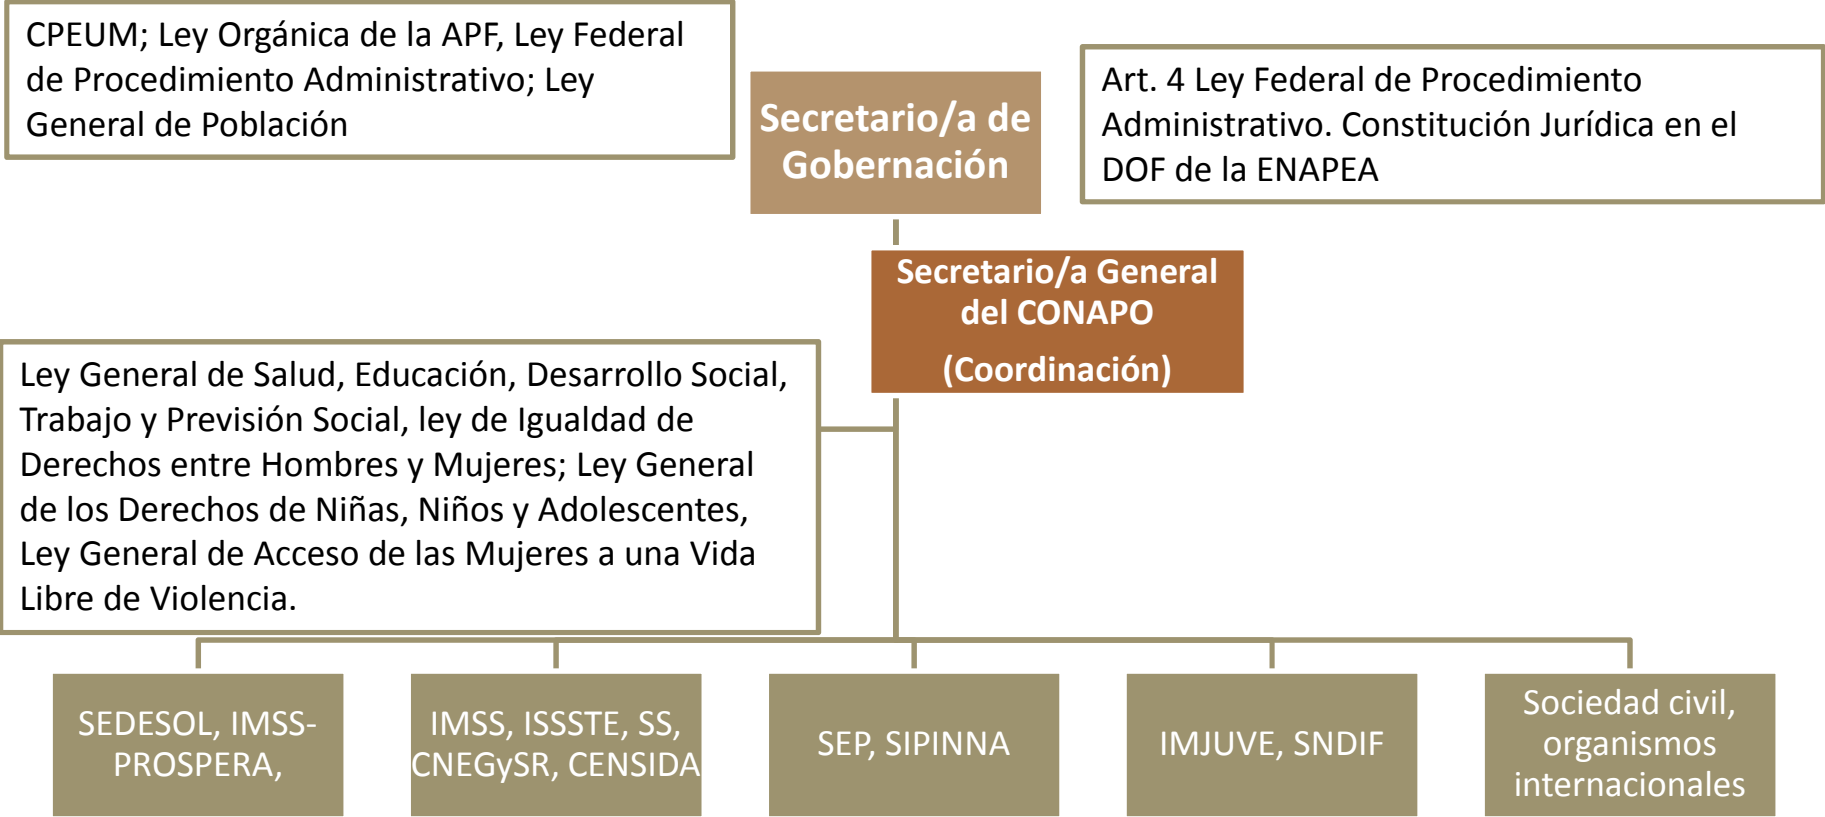 CPEUM; Ley Orgánica de la APF, Ley Federal
de Procedimiento Administrativo; Ley
General de Población
Secretario/a de
Gobernación
Art. 4 Ley Federal de Procedimiento
Administrativo. Constitución Jurídica en el
DOF de la ENAPEA
Secretario/a General
del CONAPO
(Coordinación)
Ley General de Salud, Educación, Desarrollo Social,
Trabajo y Previsión Social, ley de Igualdad de
Derechos entre Hombres y Mujeres; Ley General
de los Derechos de Niñas, Niños y Adolescentes,
Ley General de Acceso de las Mujeres a una Vida
Libre de Violencia.
SEDESOL, IMSS-
PROSPERA,
IMSS, ISSSTE, SS,
CNEGySR, CENSIDA
SEP, SIPINNA
IMJUVE, SNDIF
Sociedad civil,
organismos
internacionales